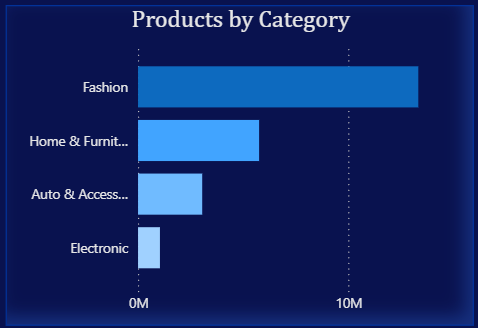 Products by Category
Fashion
Home & Furnit...
Auto & Access...
Electronic
0M
10M